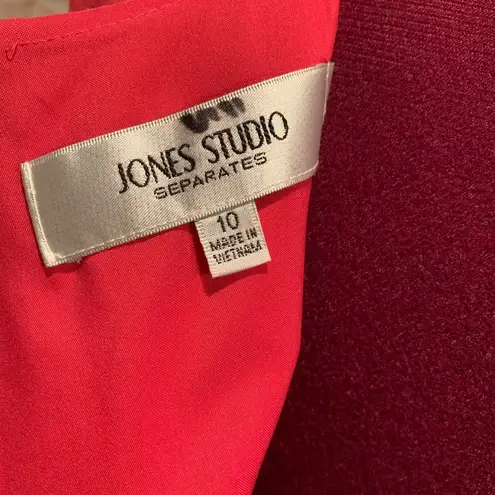 JONES STUDIO
SEPARATES
10
MADE IN
VIETNAM